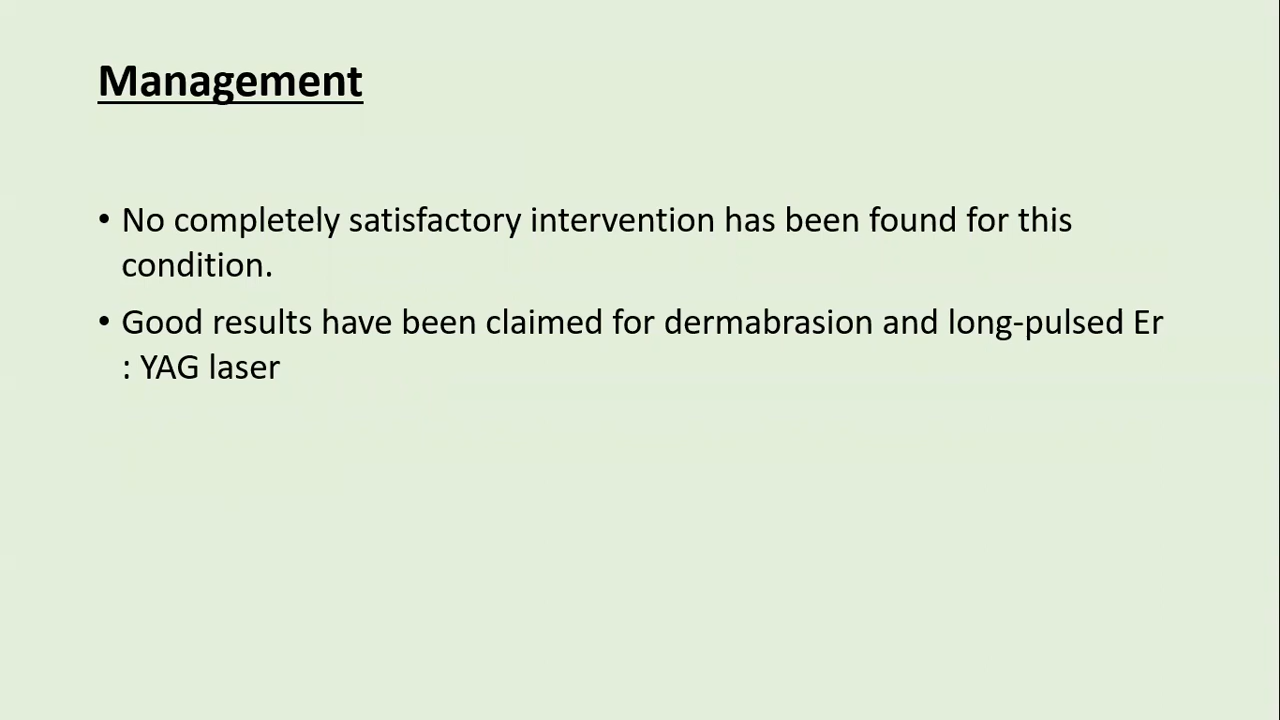 Management
• No completely satisfactory intervention has been found for this
condition.
• Good results have been claimed for dermabrasion and long-pulsed Er
: YAG laser